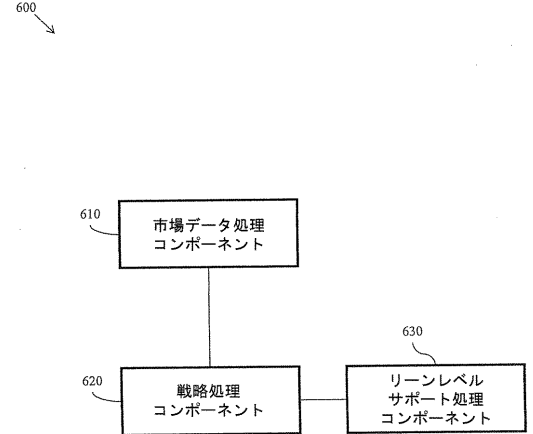 600
610
市場データ処理
コンポーネント
630
620
戦略処理
コンポーネント
リーンレベル
サポート処理
コンポーネント